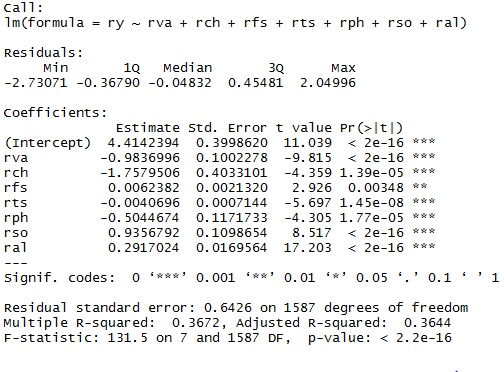 Call:
lm(formula = ry ~ rva + rch + rfs + rts + rph + rso + ral)
Residuals:
Min 1Q Median 3Q Max
-2.73071 -0.36790 -0.04832 0.45481 2.04996
Coefficients:
Estimate Std. Error t value Pr(>|t|)
(Intercept) 4.4142394 0.3998620 11.039 < 2e-16 ***
rva -0.9836996 0.1002278 -9.815 < 2e-16 ***
rch -1.7579506 0.4033101 -4.359 1.39e-05 ***
rfs 0.0062382 0.0021320 2.926 0.00348 **
rts -0.0040696 0.0007144 -5.697 1.45e-08 ***
rph -0.5044674 0.1171733 -4.305 1.77e-05 ***
rso 0.9356792 0.1098654 8.517 < 2e-16 ***
ral 0.2917024 0.0169564 17.203 < 2e-16 ***
---
Signif. codes: 0 ‘***’ 0.001 ‘**’ 0.01 ‘*’ 0.05 ‘.’ 0.1 ‘ ’ 1
Residual standard error: 0.6426 on 1587 degrees of freedom
Multiple R-squared: 0.3672, Adjusted R-squared: 0.3644
F-statistic: 131.5 on 7 and 1587 DF, p-value: < 2.2e-16